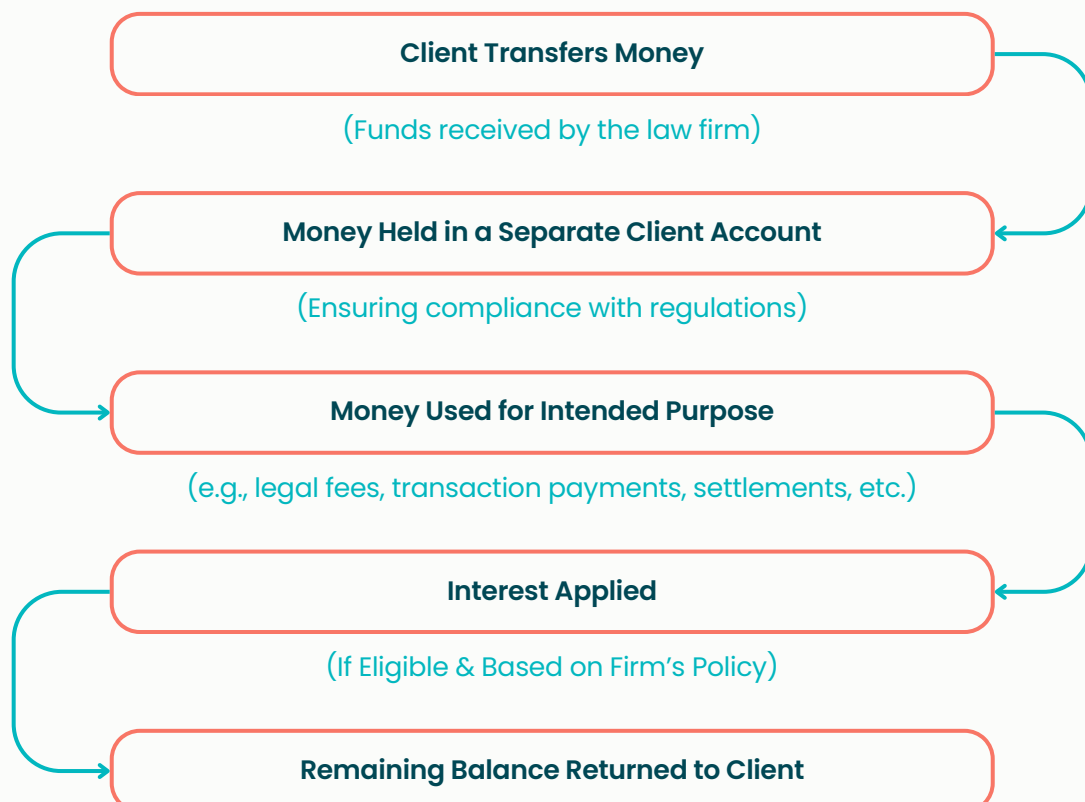 Client Transfers Money
(Funds received by the law firm)
Money Held in a Separate Client Account
(Ensuring compliance with regulations)
Money Used for Intended Purpose
(e.g., legal fees, transaction payments, settlements, etc.)
Interest Applied
(If Eligible & Based on Firm’s Policy)
Remaining Balance Returned to Client